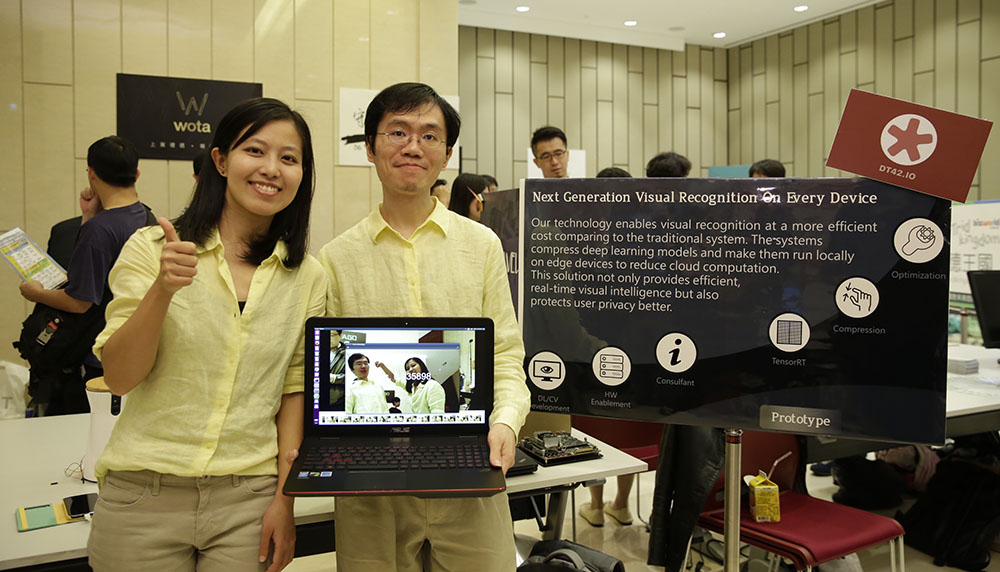 W
wota
DT42.IO
Next Generation Visual Recognition On Every Device
Our technology enables visual recognition at a more efficient
cost comparing to the traditional system. The systems
compress deep learning models and make them run locally
on edge devices to reduce cloud computation.
This solution not only provides efficient,
real-time visual intelligence but also
protects user privacy better.
Optimization
Compression
TensorRT
Consulltant
HW
Enablement
DL/CV
Development
Prototype
35898
ASUS